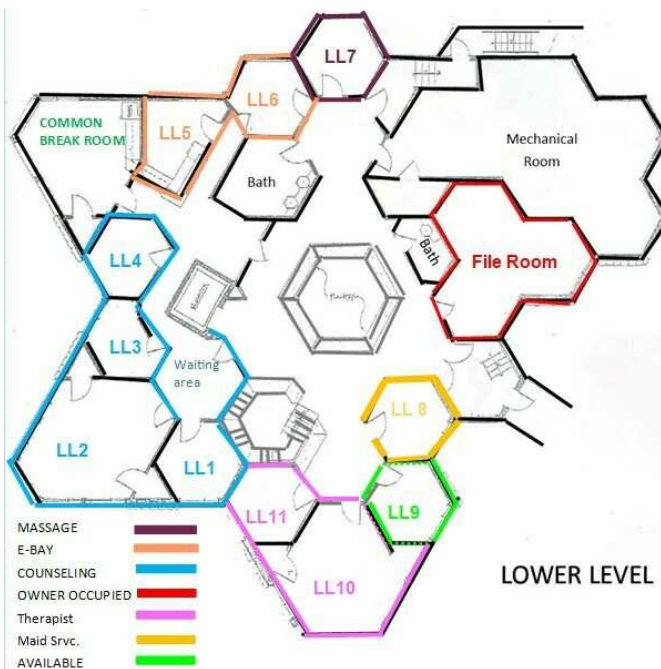 LL7
LL6
COMMON
BREAK ROOM
LL5
Mechanical
Room
Bath
Bath
LL4
File Room
LL3
Waiting
area
LL 8
LL2
LL1
LL11
LL9
MASSAGE
E-BAY
COUNSELING
LL10
LOWER LEVEL
OWNER OCCUPIED
Therapist
Maid Srvc.
AVAILABLE